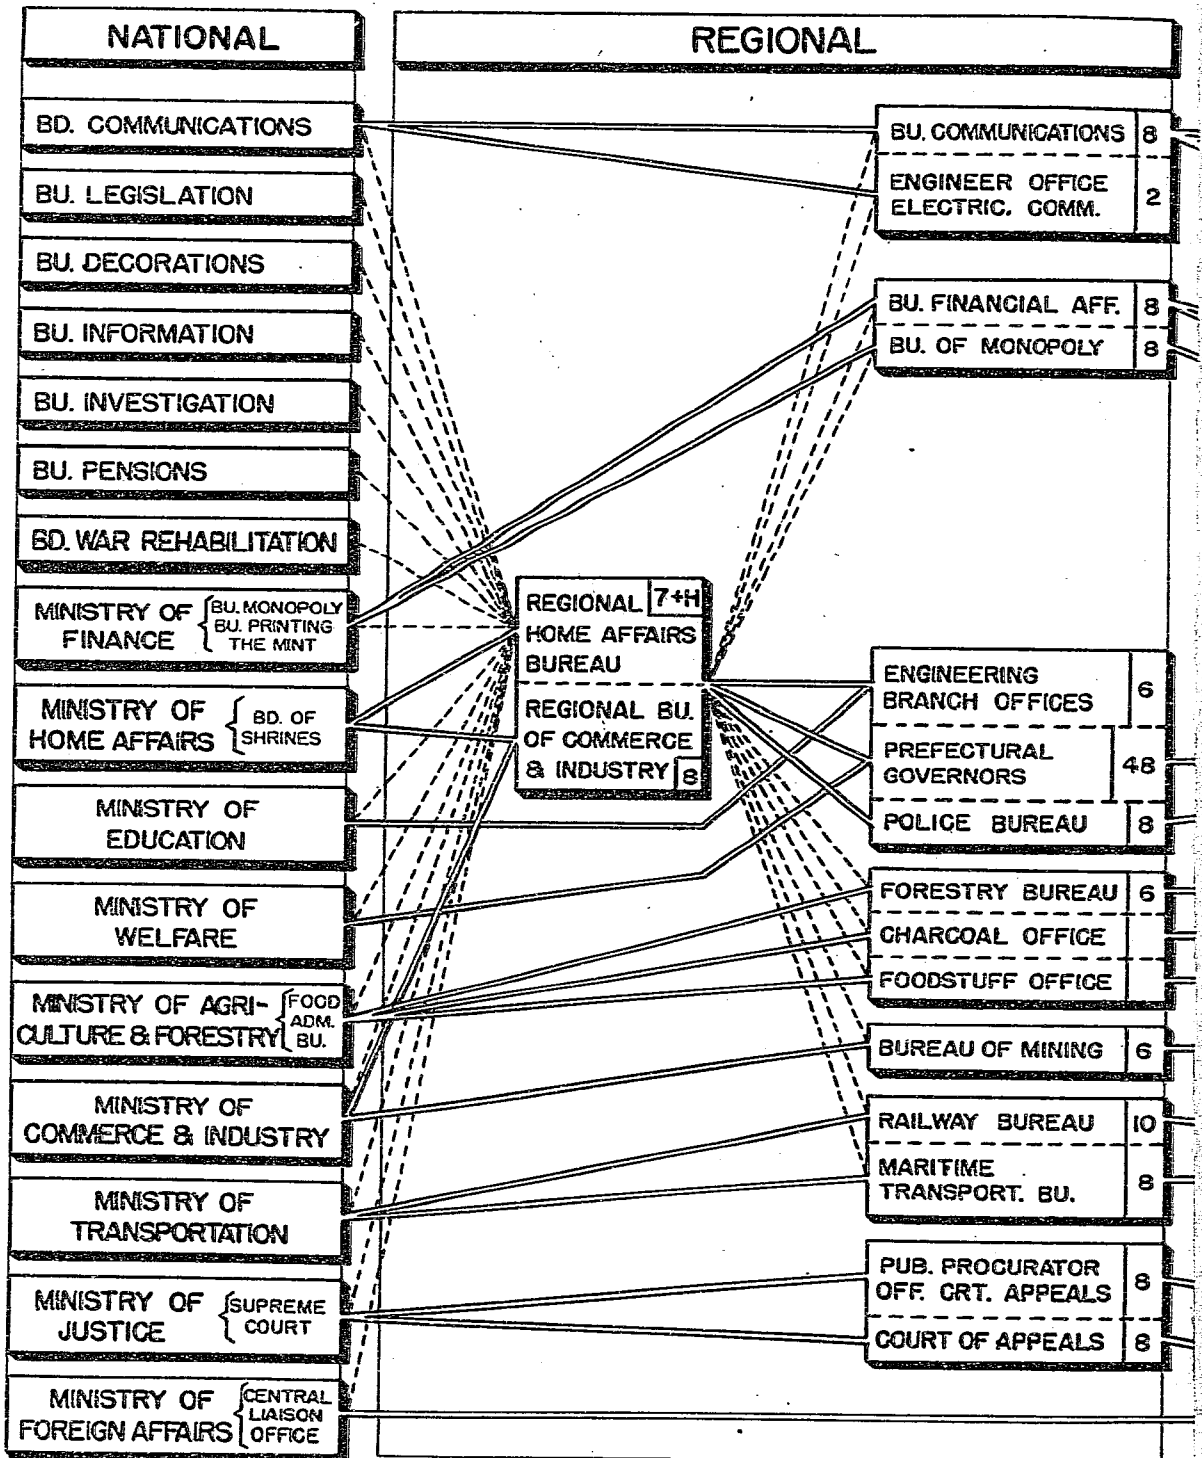 NATIONAL
REGIONAL
BD. COMMUNICATIONS
BU. LEGISLATION
BU. DECORATIONS
BU. INFORMATION
BU. INVESTIGATION
BU. PENSIONS
BD. WAR REHABILITATION
MINISTRY OF
FINANCE
BU. MONOPOLY
BU. PRINTING
THE MINT
MINISTRY OF
HOME AFFAIRS
BD. OF
SHRINES
MINISTRY OF
EDUCATION
MINISTRY OF
WELFARE
MINISTRY OF AGRI-
CULTURE & FORESTRY
FOOD
ADM.
BU.
MINISTRY OF
COMMERCE & INDUSTRY
MINISTRY OF
TRANSPORTATION
MINISTRY OF
JUSTICE
SUPREME
COURT
MINISTRY OF
FOREIGN AFFAIRS
CENTRAL
LIAISON
OFFICE
REGIONAL 7+H
HOME AFFAIRS
BUREAU
REGIONAL BU.
OF COMMERCE
& INDUSTRY 8
BU. COMMUNICATIONS 8
ENGINEER OFFICE
ELECTRIC. COMM. 2
BU. FINANCIAL AFF. 8
BU. OF MONOPOLY 8
ENGINEERING
BRANCH OFFICES 6
PREFECTURAL
GOVERNORS 48
POLICE BUREAU 8
FORESTRY BUREAU 6
CHARCOAL OFFICE
FOODSTUFF OFFICE
BUREAU OF MINING 6
RAILWAY BUREAU 10
MARITIME
TRANSPORT. BU. 8
PUB. PROCURATOR
OFF. CRT. APPEALS 8
COURT OF APPEALS 8